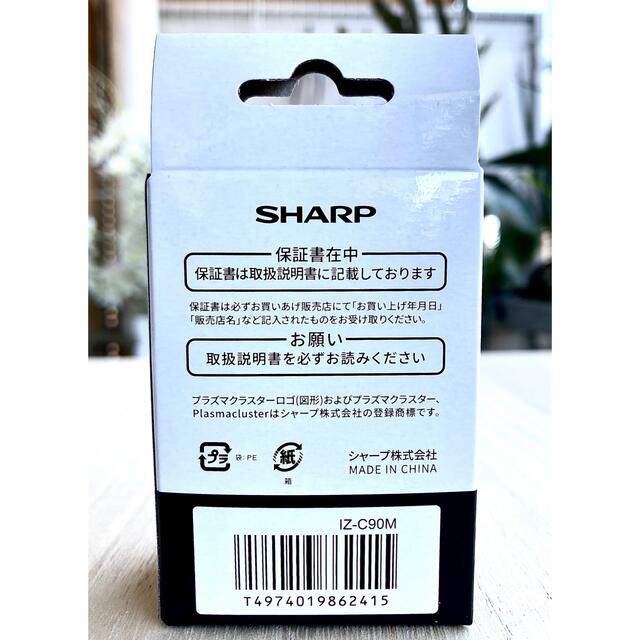 SHARP
保証書在中
保証書は取扱説明書に記載しております
保証書は必ずお買いあげ販売店にて「お買い上げ年月日」
「販売店名」など記入されたものをお受け取りください。
お願い
取扱説明書を必ずお読みください
プラズマクラスターロゴ(図形)およびプラズマクラスター、
Plasmaclusterはシャープ株式会社の登録商標です。
プラ 袋:PE 紙 シャープ株式会社
箱 MADE IN CHINA
IZ-C90M
T4974019862415